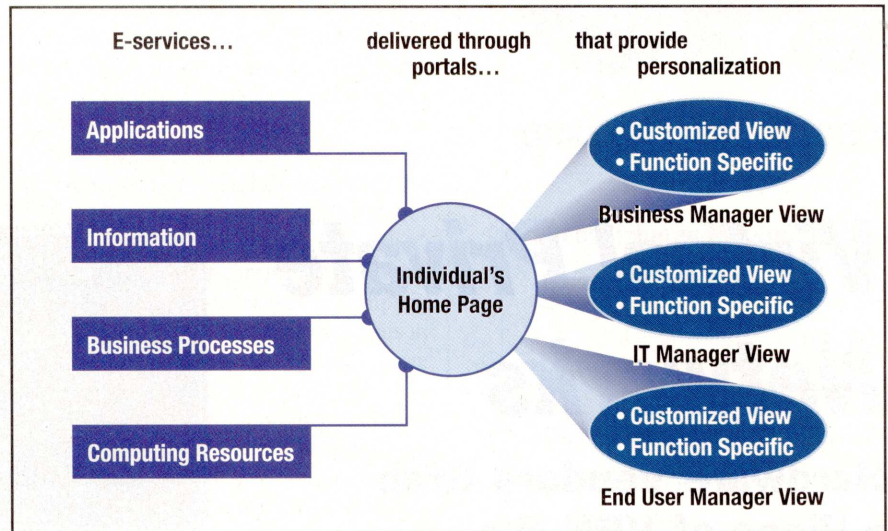 E-services…
delivered through
portals…
that provide
personalization
Applications
Information
Business Processes
Computing Resources
Individual's
Home Page
• Customized View
• Function Specific
Business Manager View
• Customized View
• Function Specific
IT Manager View
• Customized View
• Function Specific
End User Manager View